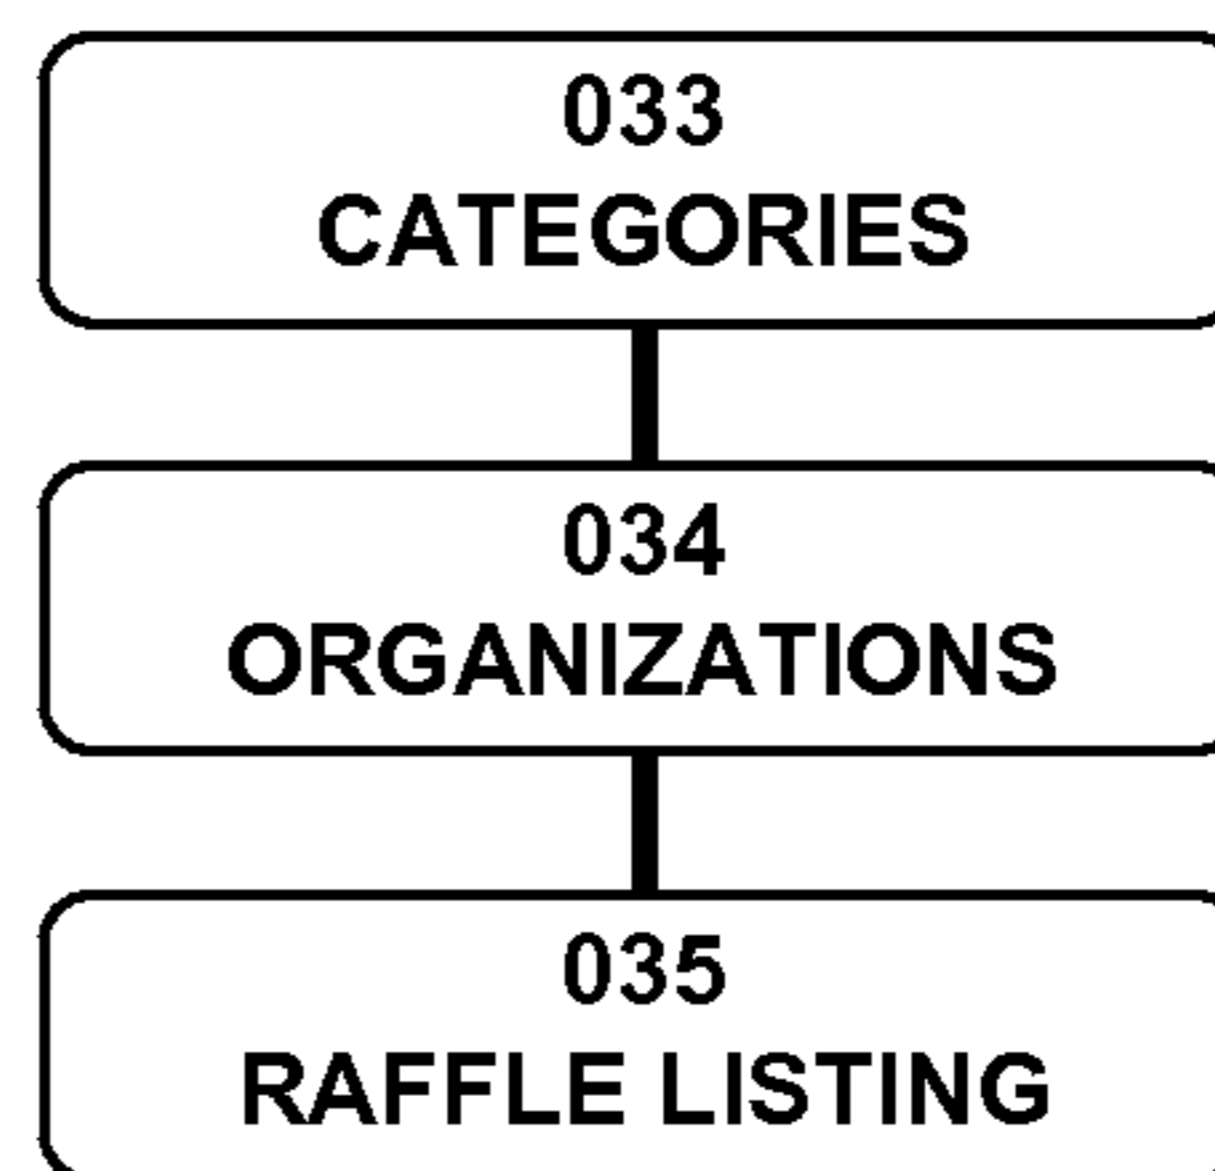 033
CATEGORIES
034
ORGANIZATIONS
035
RAFFLE LISTING